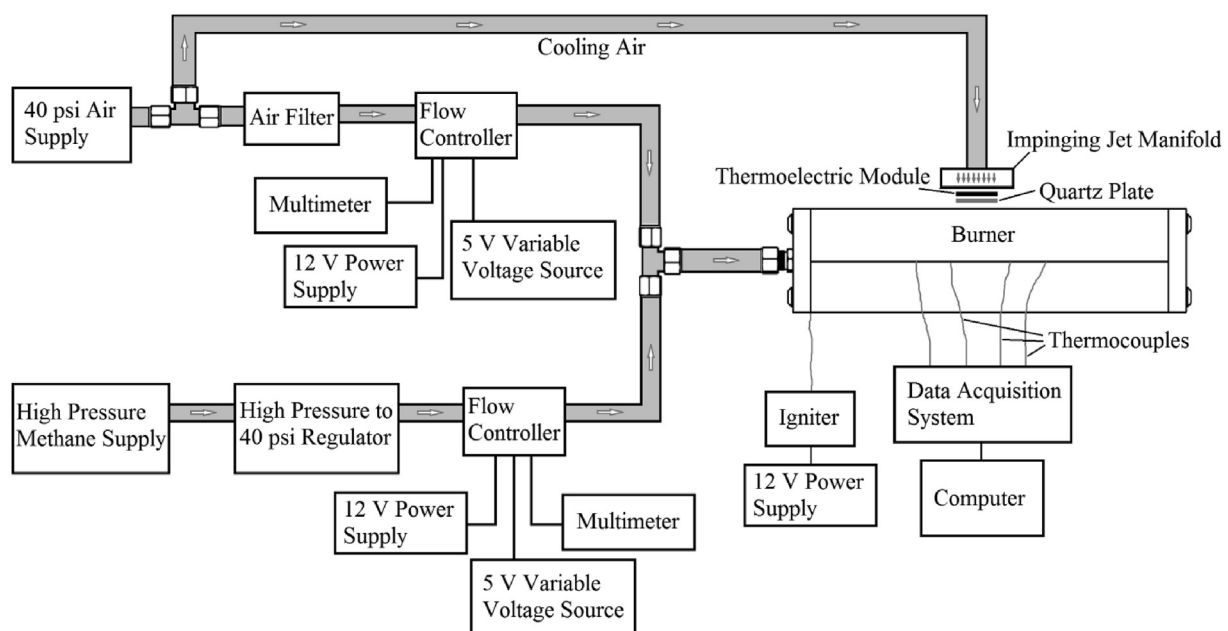 Cooling Air
40 psi Air
Supply
Air Filter
Flow
Controller
Impinging Jet Manifold
Thermoelectric Module
Quartz Plate
Multimeter
12 V Power
Supply
5 V Variable
Voltage Source
Burner
Thermocouples
High Pressure
Methane Supply
High Pressure to
40 psi Regulator
Flow
Controller
Igniter
Data Acquisition
System
12 V Power
Supply
Multimeter
5 V Variable
Voltage Source
12 V Power
Supply
Computer